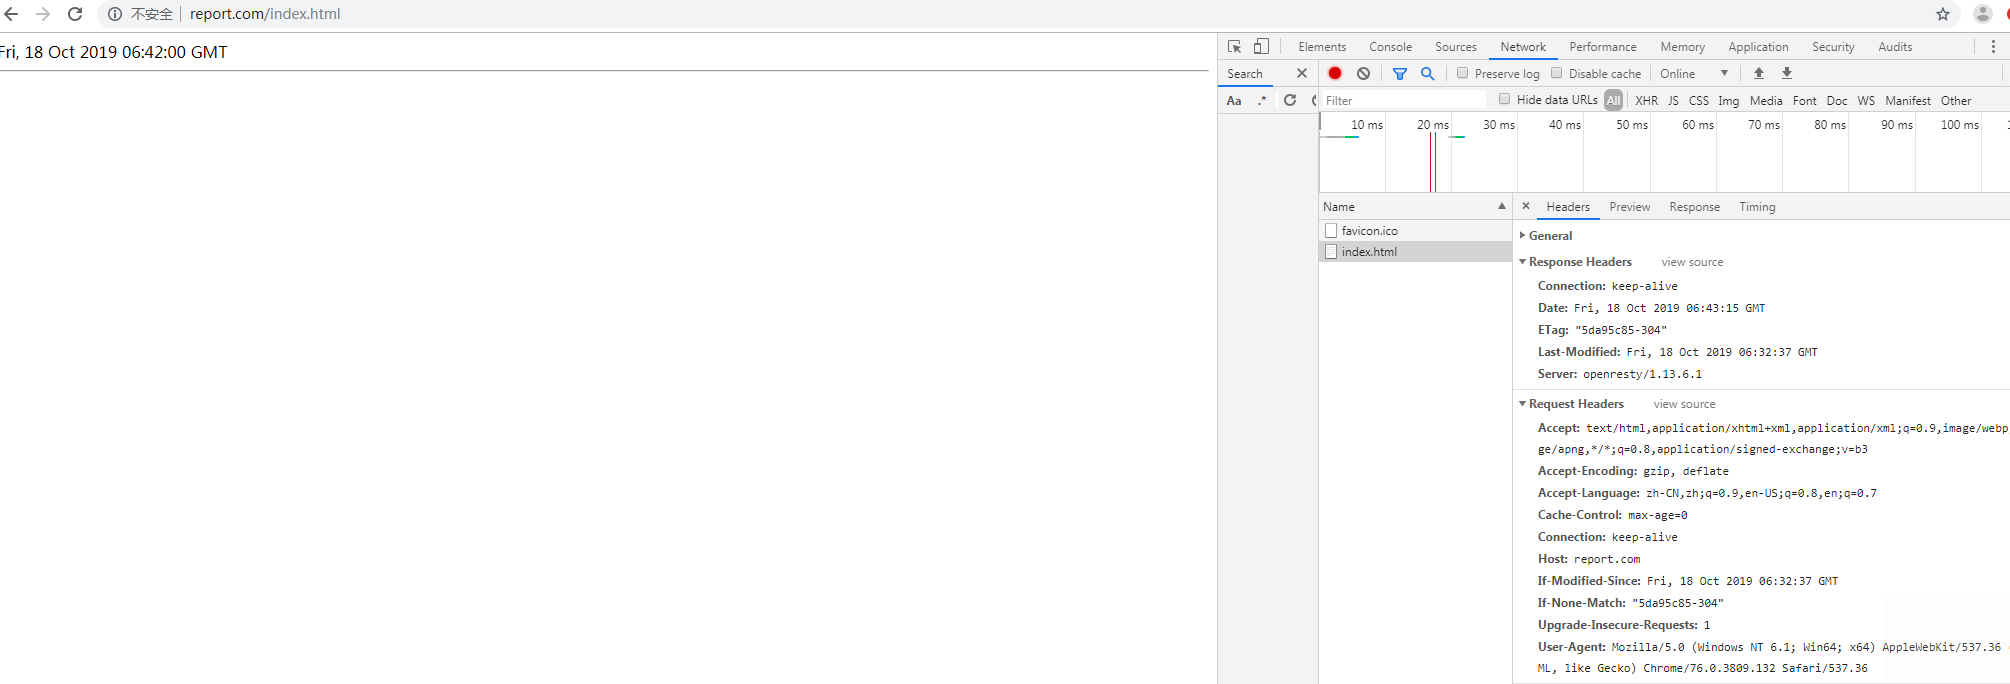 不安全 report.com/index.html
Fri, 18 Oct 2019 06:42:00 GMT
Elements Console Sources Network Performance Memory Application Security Audits
Search Preserve log Disable cache Online
Aa .* Filter Hide data URLs All XHR JS CSS Img Media Font Doc WS Manifest Other
10 ms 20 ms 30 ms 40 ms 50 ms 60 ms 70 ms 80 ms 90 ms 100 ms
Name
favicon.ico
index.html
Headers Preview Response Timing
General
Response Headers view source
Connection: keep-alive
Date: Fri, 18 Oct 2019 06:43:15 GMT
ETag: "5da95c85-304"
Last-Modified: Fri, 18 Oct 2019 06:32:37 GMT
Server: openresty/1.13.6.1
Request Headers view source
Accept: text/html,application/xhtml+xml,application/xml;q=0.9,image/webp
ge/apng,*/*;q=0.8,application/signed-exchange;v=b3
Accept-Encoding: gzip, deflate
Accept-Language: zh-CN,zh;q=0.9,en-US;q=0.8,en;q=0.7
Cache-Control: max-age=0
Connection: keep-alive
Host: report.com
If-Modified-Since: Fri, 18 Oct 2019 06:32:37 GMT
If-None-Match: "5da95c85-304"
Upgrade-Insecure-Requests: 1
User-Agent: Mozilla/5.0 (Windows NT 6.1; Win64; x64) AppleWebKit/537.36
ML, like Gecko) Chrome/76.0.3809.132 Safari/537.36